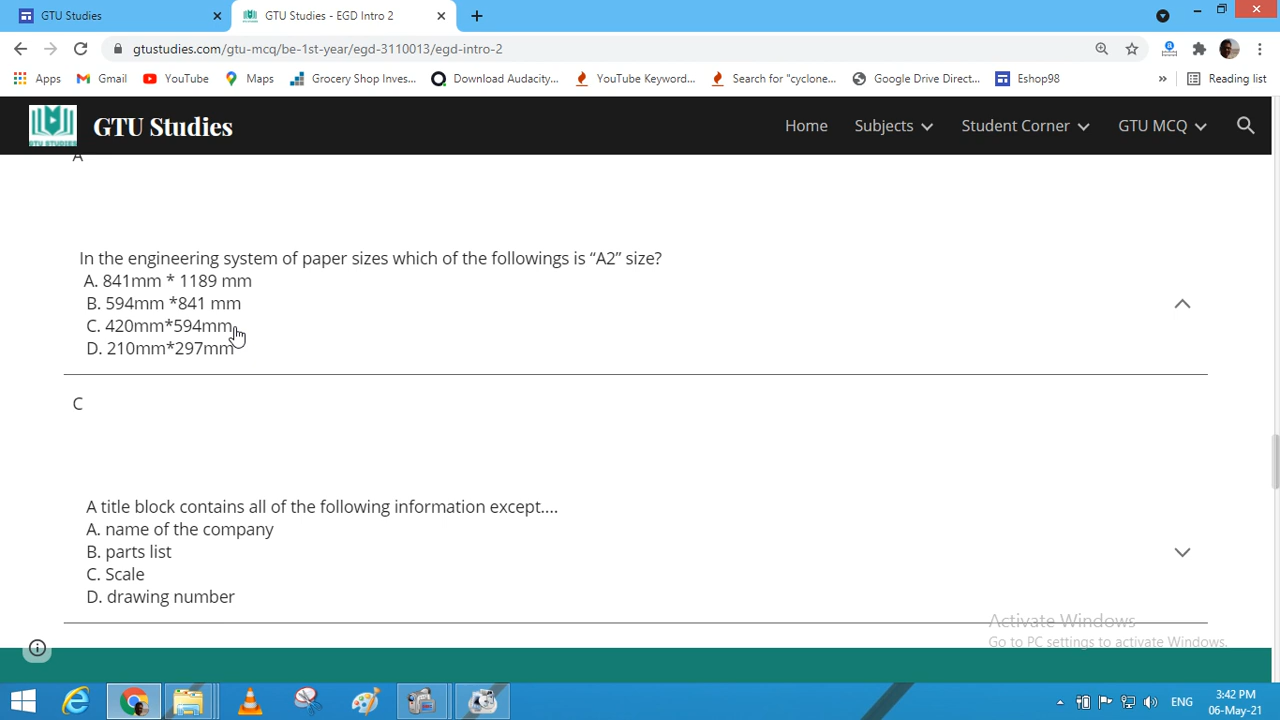 GTU Studies
GTU Studies - EGD Intro 2
gtustudies.com/gtu-mcq/be-1st-year/egd-3110013/egd-intro-2
Apps Gmail YouTube Maps Grocery Shop Inves... Download Audacity... YouTube Keyword... Search for "cyclone... Google Drive Direct... Eshop98 » Reading list
GTU Studies
Home Subjects Student Corner GTU MCQ
A
In the engineering system of paper sizes which of the followings is “A2” size?
A. 841mm * 1189 mm
B. 594mm *841 mm
C. 420mm*594mm
D. 210mm*297mm
C
A title block contains all of the following information except....
A. name of the company
B. parts list
C. Scale
D. drawing number
Activate Windows
Go to PC settings to activate Windows.
ENG
3:42 PM
06-May-21